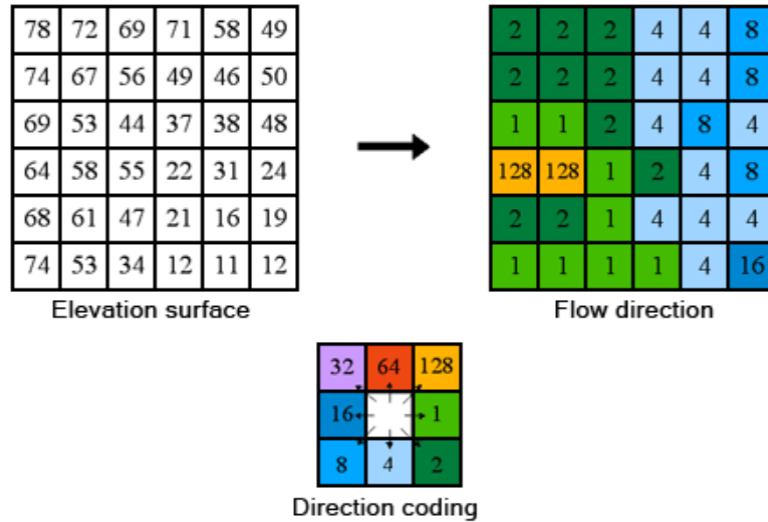 78 72 69 71 58 49 2 2 2 4 4 8
74 67 56 49 46 50 2 2 2 4 4 8
69 53 44 37 38 48 1 1 2 4 8 4
64 58 55 22 31 24 128 128 1 2 4 8
68 61 47 21 16 19 2 2 1 4 4 4
74 53 34 12 11 12 1 1 1 1 4 16
Elevation surface Flow direction
32 64 128
16 1
8 4 2
Direction coding